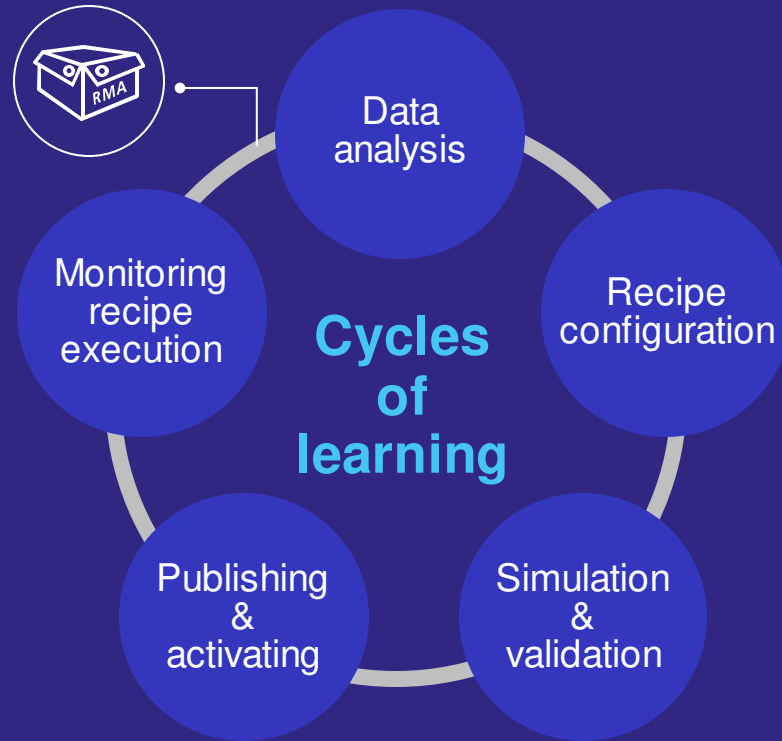 RMA
Data
analysis
Recipe
configuration
Simulation
&
validation
Publishing
&
activating
Monitoring
recipe
execution
Cycles
of
learning